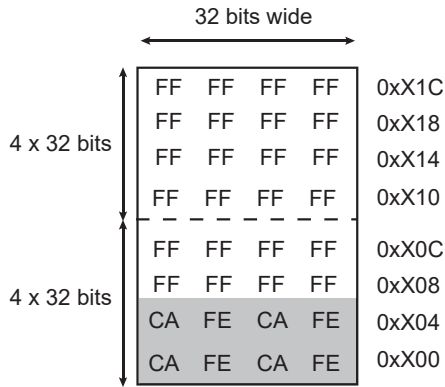 32 bits wide
FF FF FF FF 0xX1C
FF FF FF FF 0xX18
4 x 32 bits
FF FF FF FF 0xX14
FF FF FF FF 0xX10
FF FF FF FF 0xX0C
FF FF FF FF 0xX08
4 x 32 bits
CA FE CA FE 0xX04
CA FE CA FE 0xX00